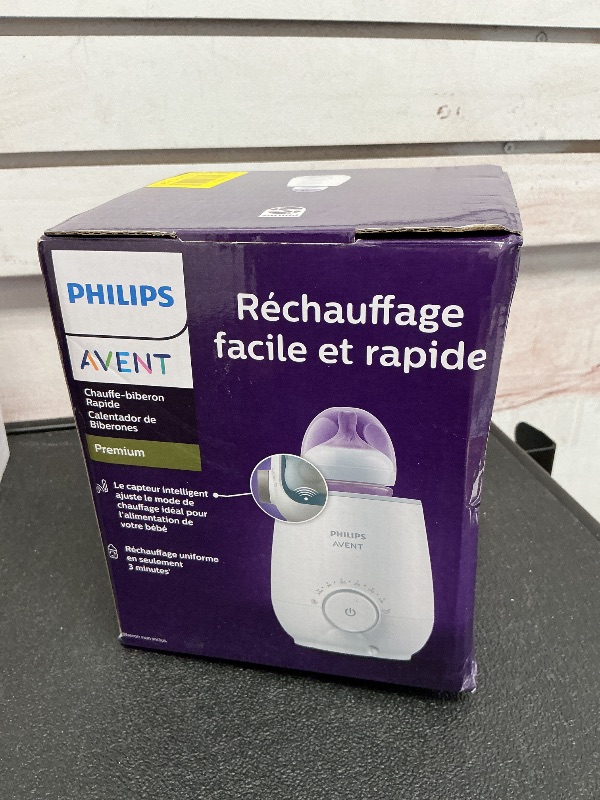 PHILIPS
AVENT
Chauffe-biberon
Rapide
Calentador de
Biberones
Premium
Réchauffage
facile et rapide
Le capteur intelligent
ajuste le mode de
chauffage idéal pour
l'alimentation de
votre bébé
Réchauffage uniforme
en seulement
3 minutes¹
PHILIPS
AVENT